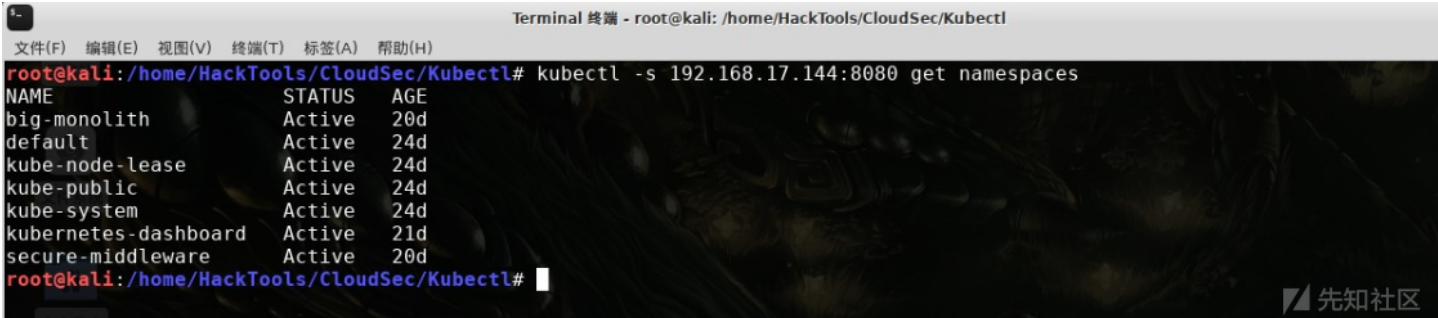 Terminal 终端 - root@kali: /home/HackTools/CloudSec/Kubectl
文件(F) 编辑(E) 视图(V) 终端(T) 标签(A) 帮助(H)
root@kali:/home/HackTools/CloudSec/Kubectl# kubectl -s 192.168.17.144:8080 get namespaces
NAME STATUS AGE
big-monolith Active 20d
default Active 24d
kube-node-lease Active 24d
kube-public Active 24d
kube-system Active 24d
kubernetes-dashboard Active 21d
secure-middleware Active 20d
root@kali:/home/HackTools/CloudSec/Kubectl#
先知社区